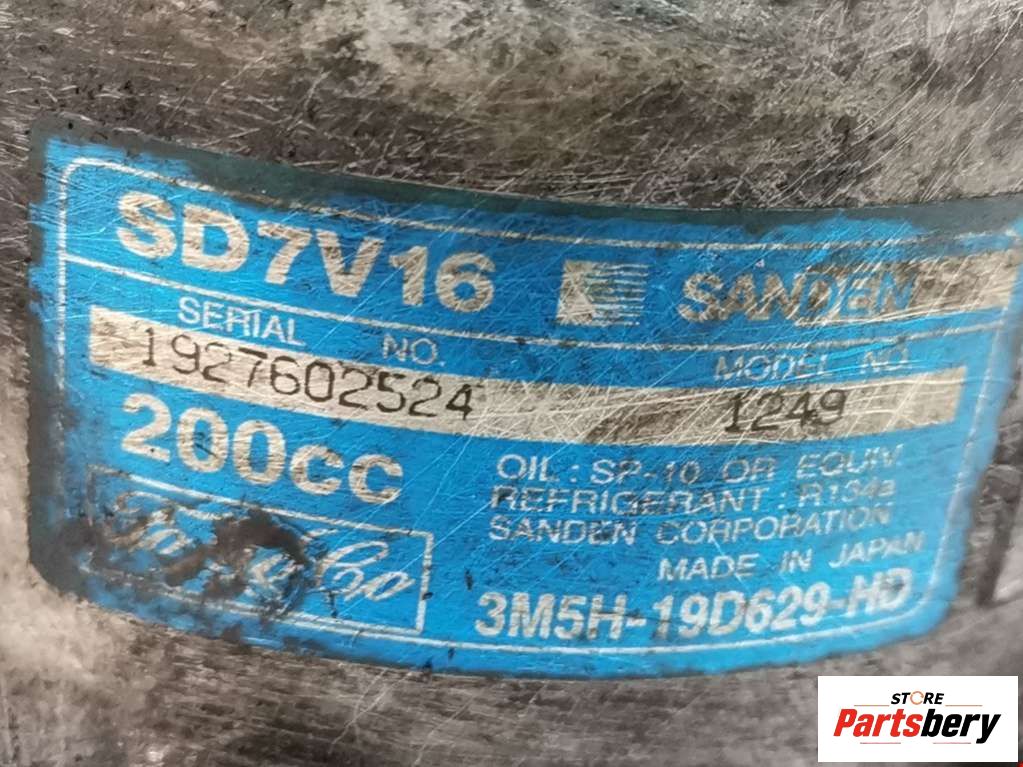 SD7V16 SANDEN
SERIAL NO. MODEL NO.
1927602524 1249
200cc
OIL: SP-10 OR EQUIV.
REFRIGERANT: R134a
SANDEN CORPORATION
MADE IN JAPAN
3M5H-19D629-HD
STORE
Partsbery